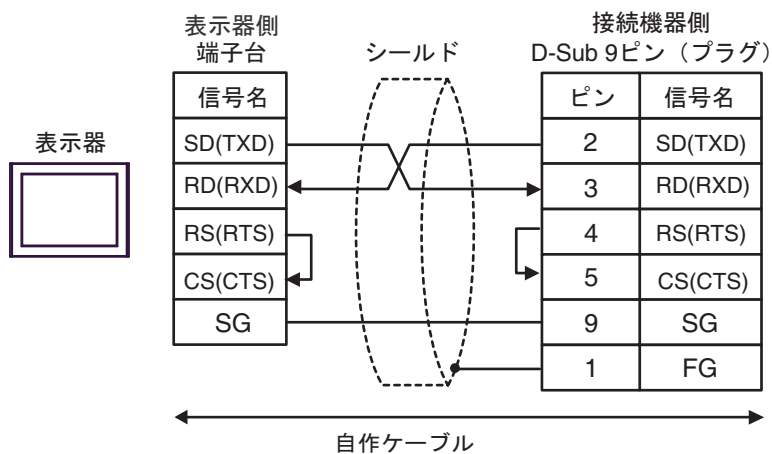 表示器側
端子台
シールド
接続機器側
D-Sub 9ピン（プラグ）
表示器
信号名
SD(TXD)
RD(RXD)
RS(RTS)
CS(CTS)
SG
ピン 信号名
2 SD(TXD)
3 RD(RXD)
4 RS(RTS)
5 CS(CTS)
9 SG
1 FG
自作ケーブル